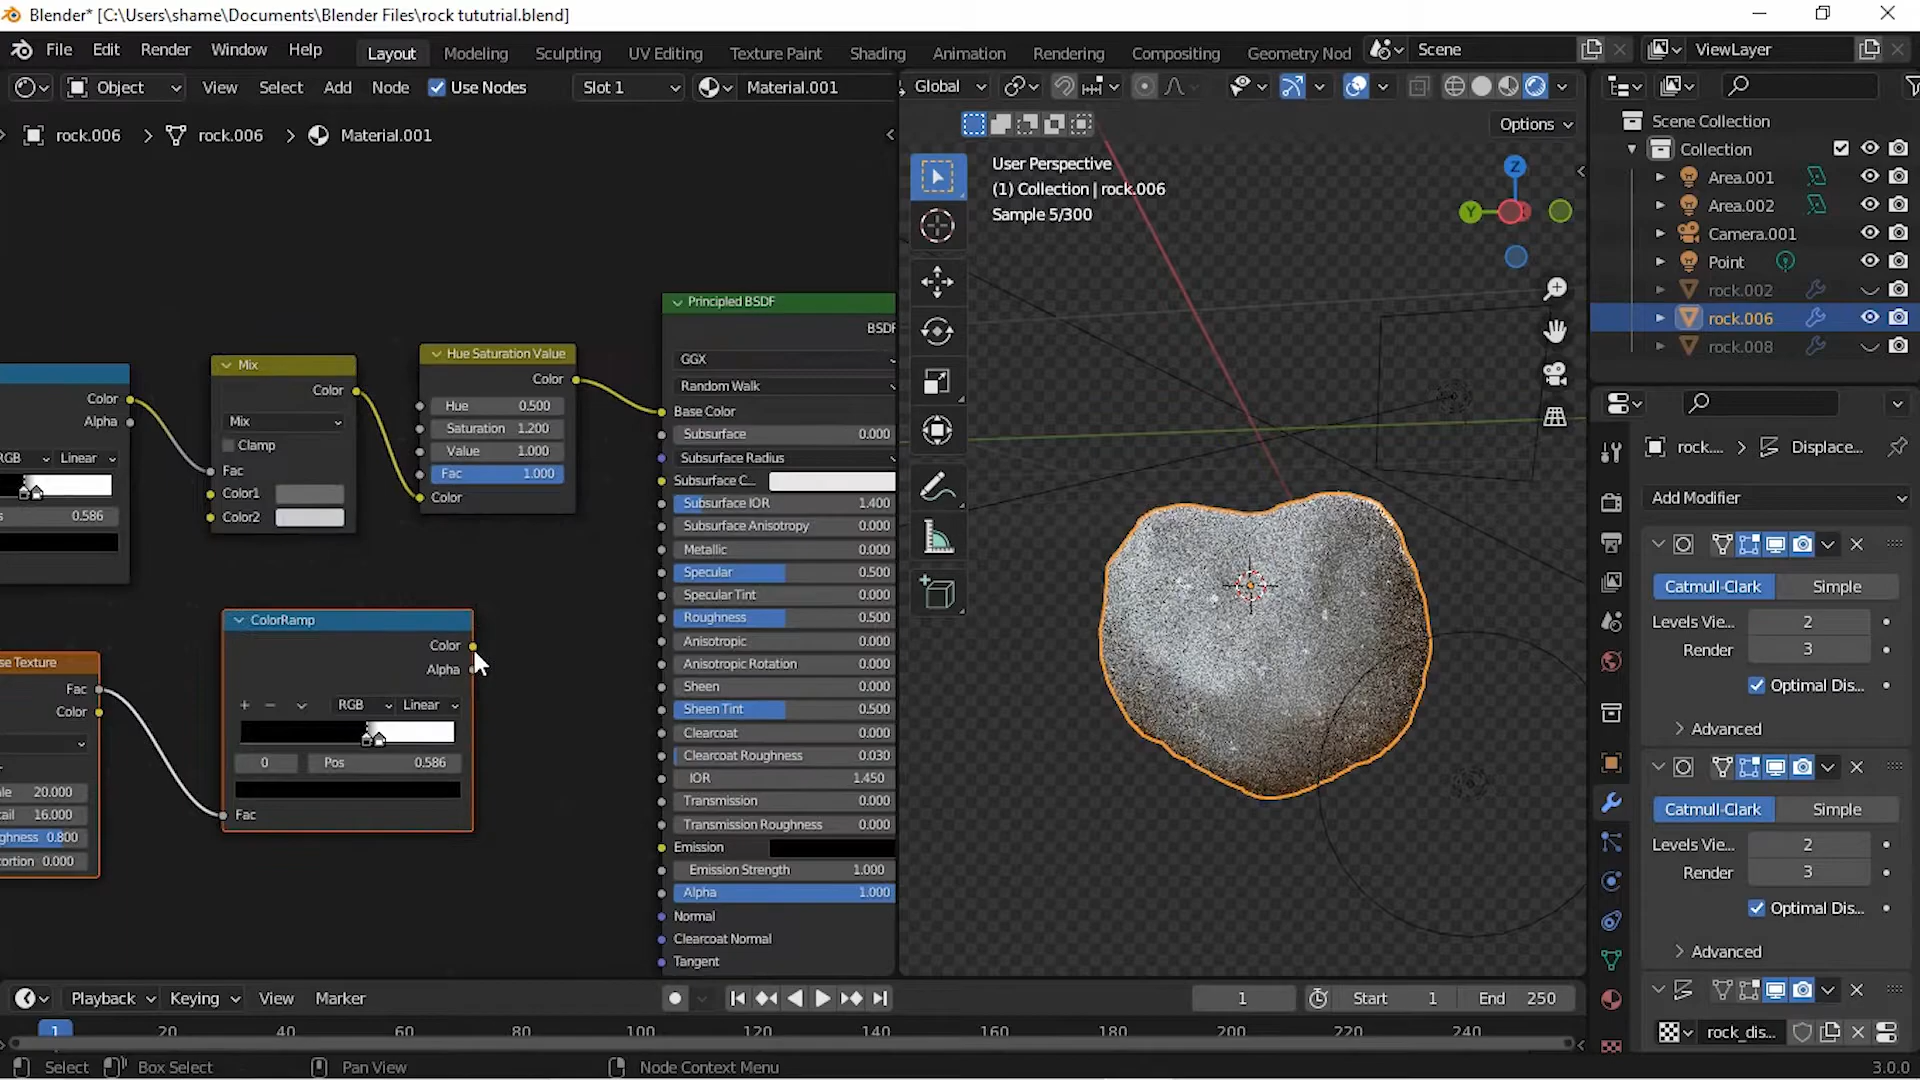 Blender* [C:\Users\shame\Documents\Blender Files\rock tututrial.blend]
File Edit Render Window Help Layout Modeling Sculpting UV Editing Texture Paint Shading Animation Rendering Compositing Geometry Nod Scene ViewLayer
Object View Select Add Node Use Nodes Slot 1 Material.001 Global
rock.006 > rock.006 > Material.001
Options
User Perspective
(1) Collection | rock.006
Sample 5/300
Z
Y
Scene Collection
Collection
Area.001
Area.002
Camera.001
Point
rock.002
rock.006
rock.008
Color
Alpha
RGB Linear
0.586
Mix
Color
Mix
Clamp
Fac
Color1
Color2
Hue Saturation Value
Color
Hue 0.500
Saturation 1.200
Value 1.000
Fac 1.000
Color
Principled BSDF
BSDF
GGX
Random Walk
Base Color
Subsurface 0.000
Subsurface Radius
Subsurface C...
Subsurface IOR 1.400
Subsurface Anisotropy 0.000
Metallic 0.000
Specular 0.500
Specular Tint 0.000
Roughness 0.500
Anisotropic 0.000
Anisotropic Rotation 0.000
Sheen 0.000
Sheen Tint 0.500
Clearcoat 0.000
Clearcoat Roughness 0.030
IOR 1.450
Transmission 0.000
Transmission Roughness 0.000
Emission
Emission Strength 1.000
Alpha 1.000
Normal
Clearcoat Normal
Tangent
se Texture
Fac
Color
ale 20.000
tail 16.000
ghness 0.800
tortion 0.000
ColorRamp
Color
Alpha
RGB Linear
0 Pos 0.586
Fac
rock.... > Displace...
Add Modifier
Catmull-Clark Simple
Levels Vie... 2
Render 3
Optimal Dis...
Advanced
Catmull-Clark Simple
Levels Vie... 2
Render 3
Optimal Dis...
Advanced
rock_dis...
Playback Keying View Marker 1 Start 1 End 250
1 20 40 60 80 100 120 140 160 180 200 220 240
Select Box Select Pan View Node Context Menu 3.0.0